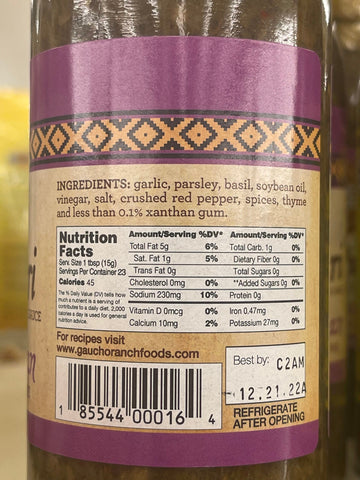 INGREDIENTS: garlic, parsley, basil, soybean oil,
vinegar, salt, crushed red pepper, spices, thyme
and less than 0.1% xanthan gum.
Nutrition
Facts
Serv. Size 1 tbsp (15g)
Servings Per Container 23
Calories 45
The % Daily Value (DV) tells how
much a nutrient in a serving
contributes to a daily diet. 2,000
calories a day is used for general
nutrition advice.
Amount/Serving %DV*
Total Fat 5g 6%
Sat. Fat 1g 5%
Trans Fat 0g
Cholesterol 0mg 0%
Sodium 230mg 10%
Vitamin D 0mcg 0%
Calcium 10mg 2%
Amount/Serving %DV*
Total Carb. 1g 0%
Dietary Fiber 0g 0%
Total Sugars 0g
**Added Sugars 0g 0%
Protein 0g
Iron 0.47mg 0%
Potassium 27mg 0%
ri
SAUCE
For recipes visit
www.gauchoranchfoods.com
1 85544 00016 4
Best by: C2AM
12.21.22A
REFRIGERATE
AFTER OPENING